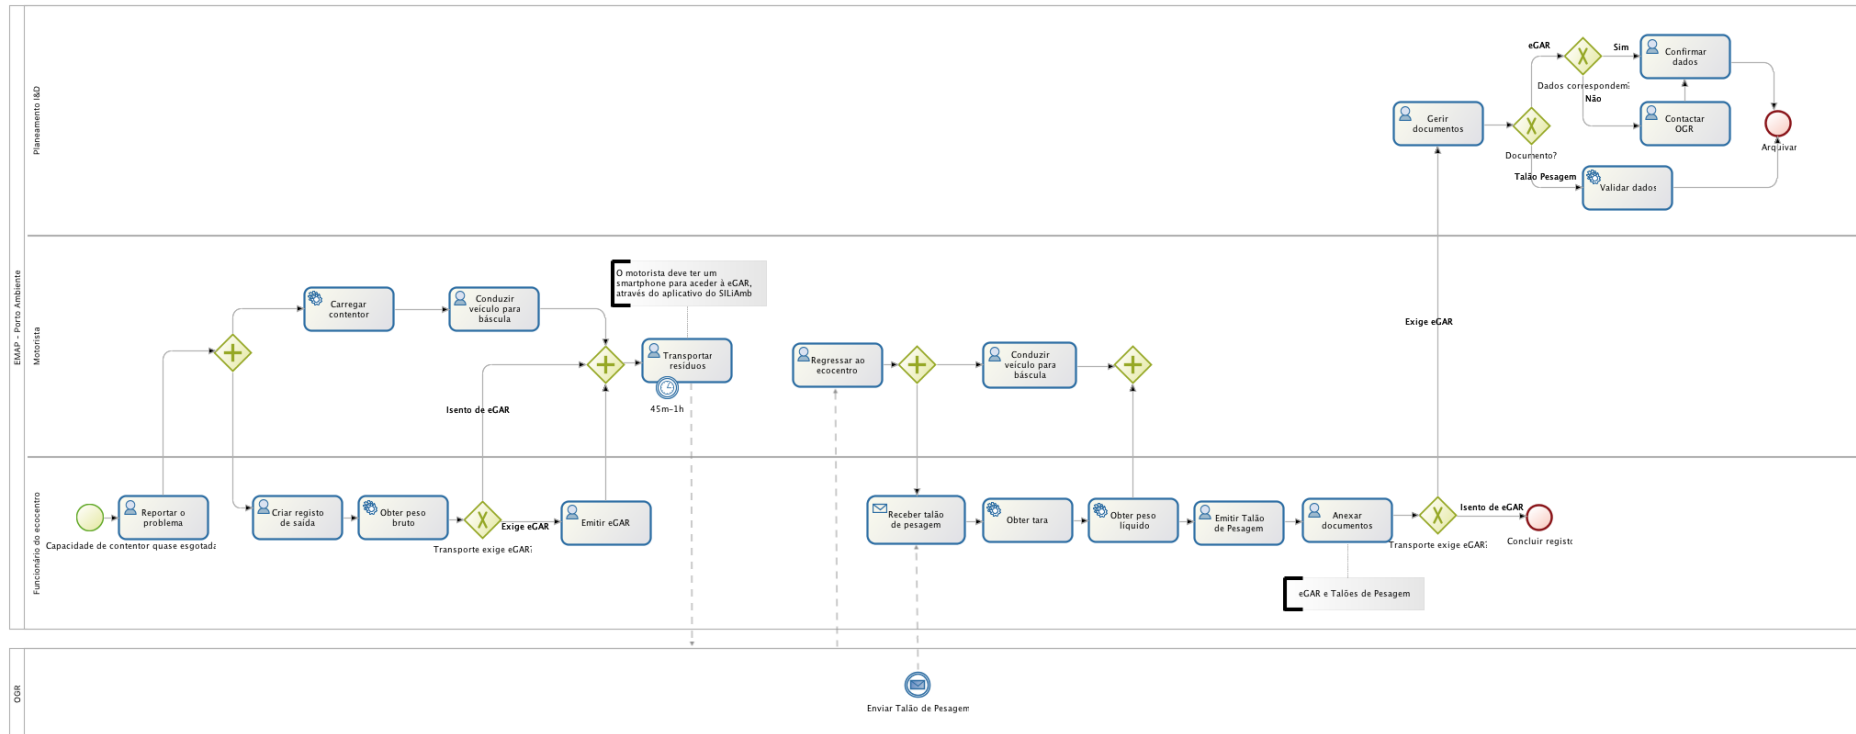 EMAP - Porto Ambiente
Planeamento I&D
eGAR
Sim
Confirmar
dados
Dados correspondem?
Não
Gerir
documentos
Contactar
OGR
Documento?
Arquivar
Talão Pesagem
Validar dados
Motorista
O motorista deve ter um
smartphone para aceder à eGAR,
através do aplicativo do SILiAmb
Carregar
contentor
Conduzir
veículo para
báscula
Exige eGAR
Transportar
resíduos
Regressar ao
ecocentro
Conduzir
veículo para
báscula
45m-1h
Isento de eGAR
Funcionário do ecocentro
Reportar o
problema
Capacidade de contentor quase esgotada
Criar registo
de saída
Obter peso
bruto
Exige eGAR
Transporte exige eGAR?
Emitir eGAR
Receber talão
de pesagem
Obter tara
Obter peso
líquido
Emitir Talão
de Pesagem
Anexar
documentos
Isento de eGAR
Transporte exige eGAR?
Concluir registo
eGAR e Talões de Pesagem
OGR
Enviar Talão de Pesagem